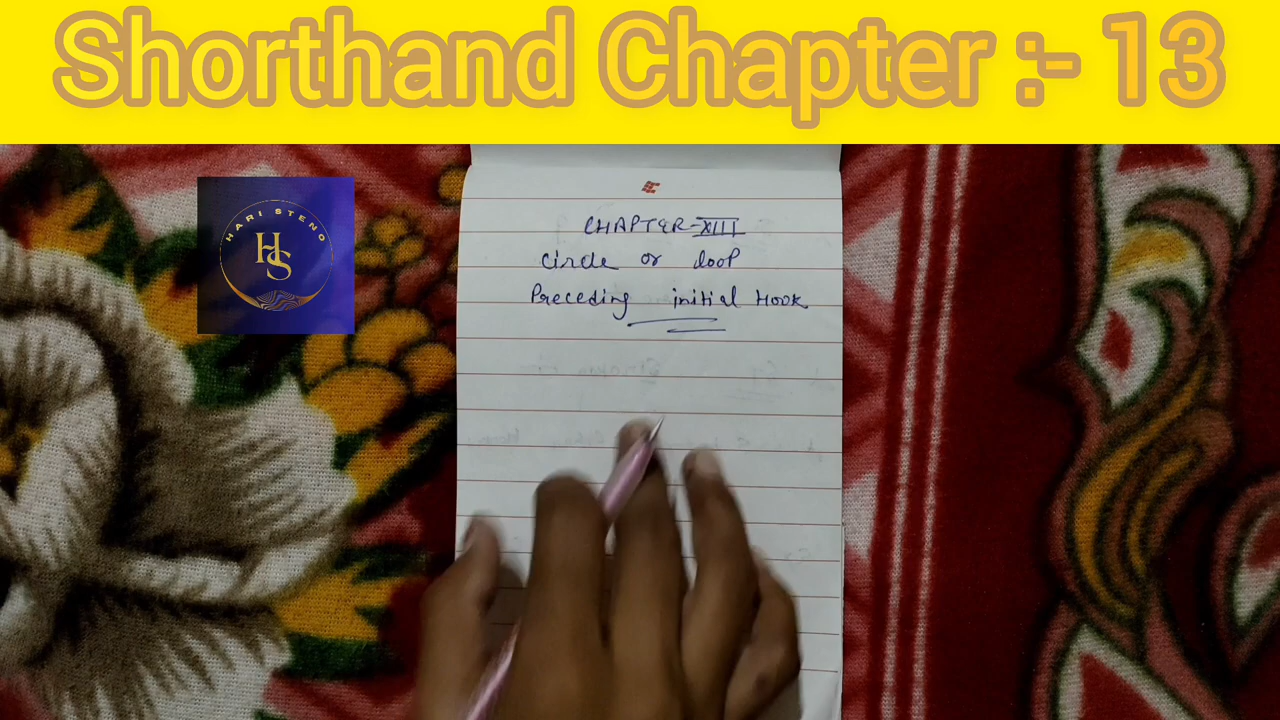 Shorthand Chapter :- 13
HARI STENO
HS
CHAPTER-XIII
Circle or loop
Preceding initial Hook